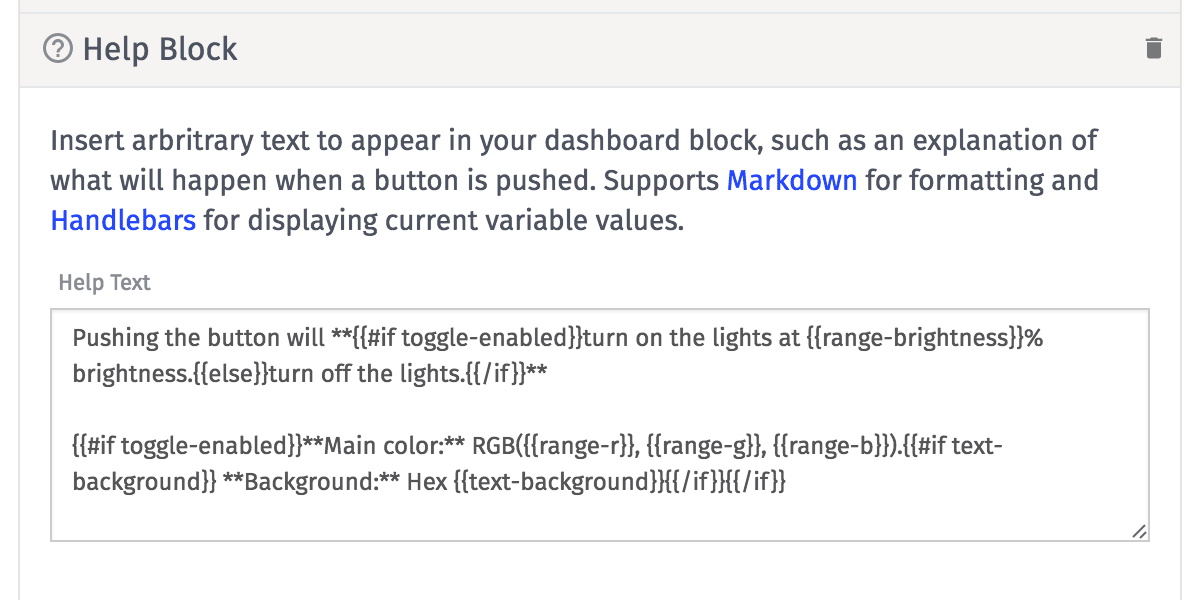 Help Block
Insert arbritrary text to appear in your dashboard block, such as an explanation of
what will happen when a button is pushed. Supports Markdown for formatting and
Handlebars for displaying current variable values.
Help Text
Pushing the button will **{{#if toggle-enabled}}turn on the lights at {{range-brightness}}%
brightness.{{else}}turn off the lights.{{/if}}**
{{#if toggle-enabled}}**Main color:** RGB({{range-r}}, {{range-g}}, {{range-b}}).{{#if text-
background}} **Background:** Hex {{text-background}}{{/if}}{{/if}}